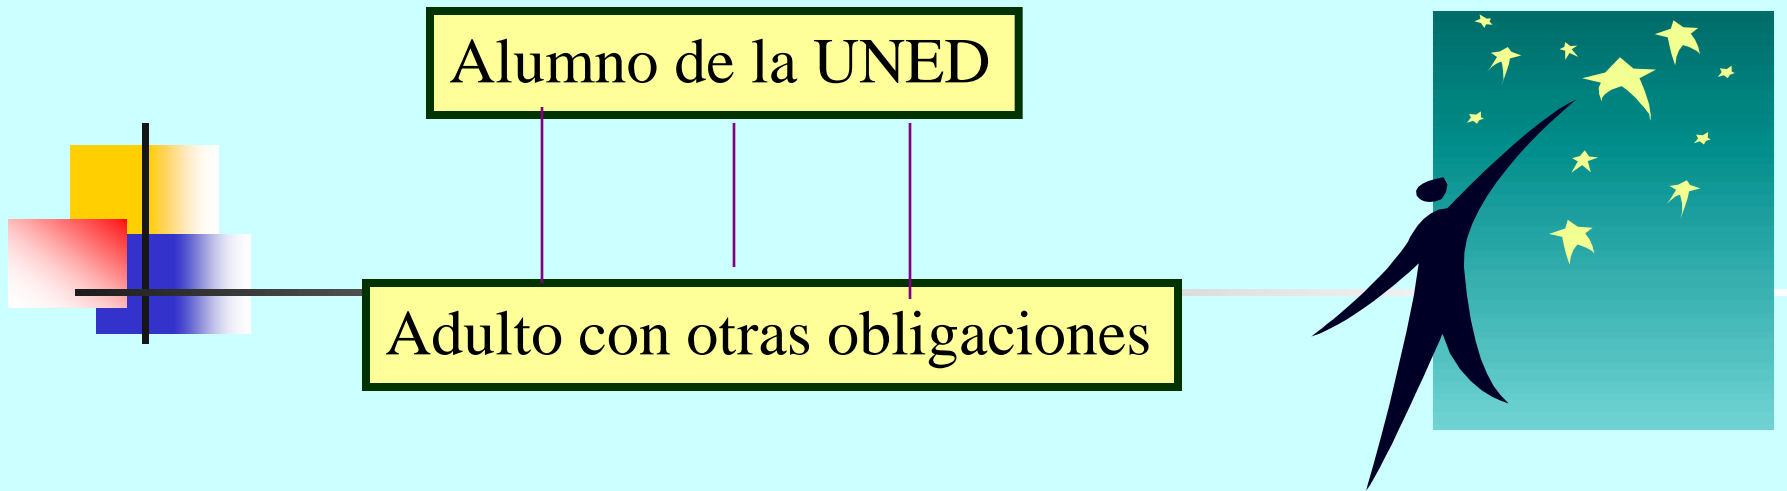 Alumno de la UNED
Adulto con otras obligaciones